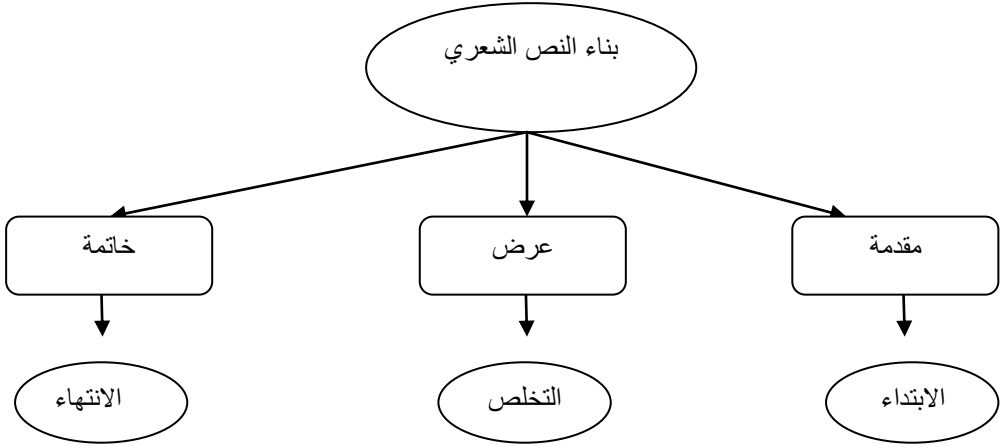 بناء النص الشعري
مقدمة
عرض
خاتمة
الابتداء
التخلص
الانتهاء